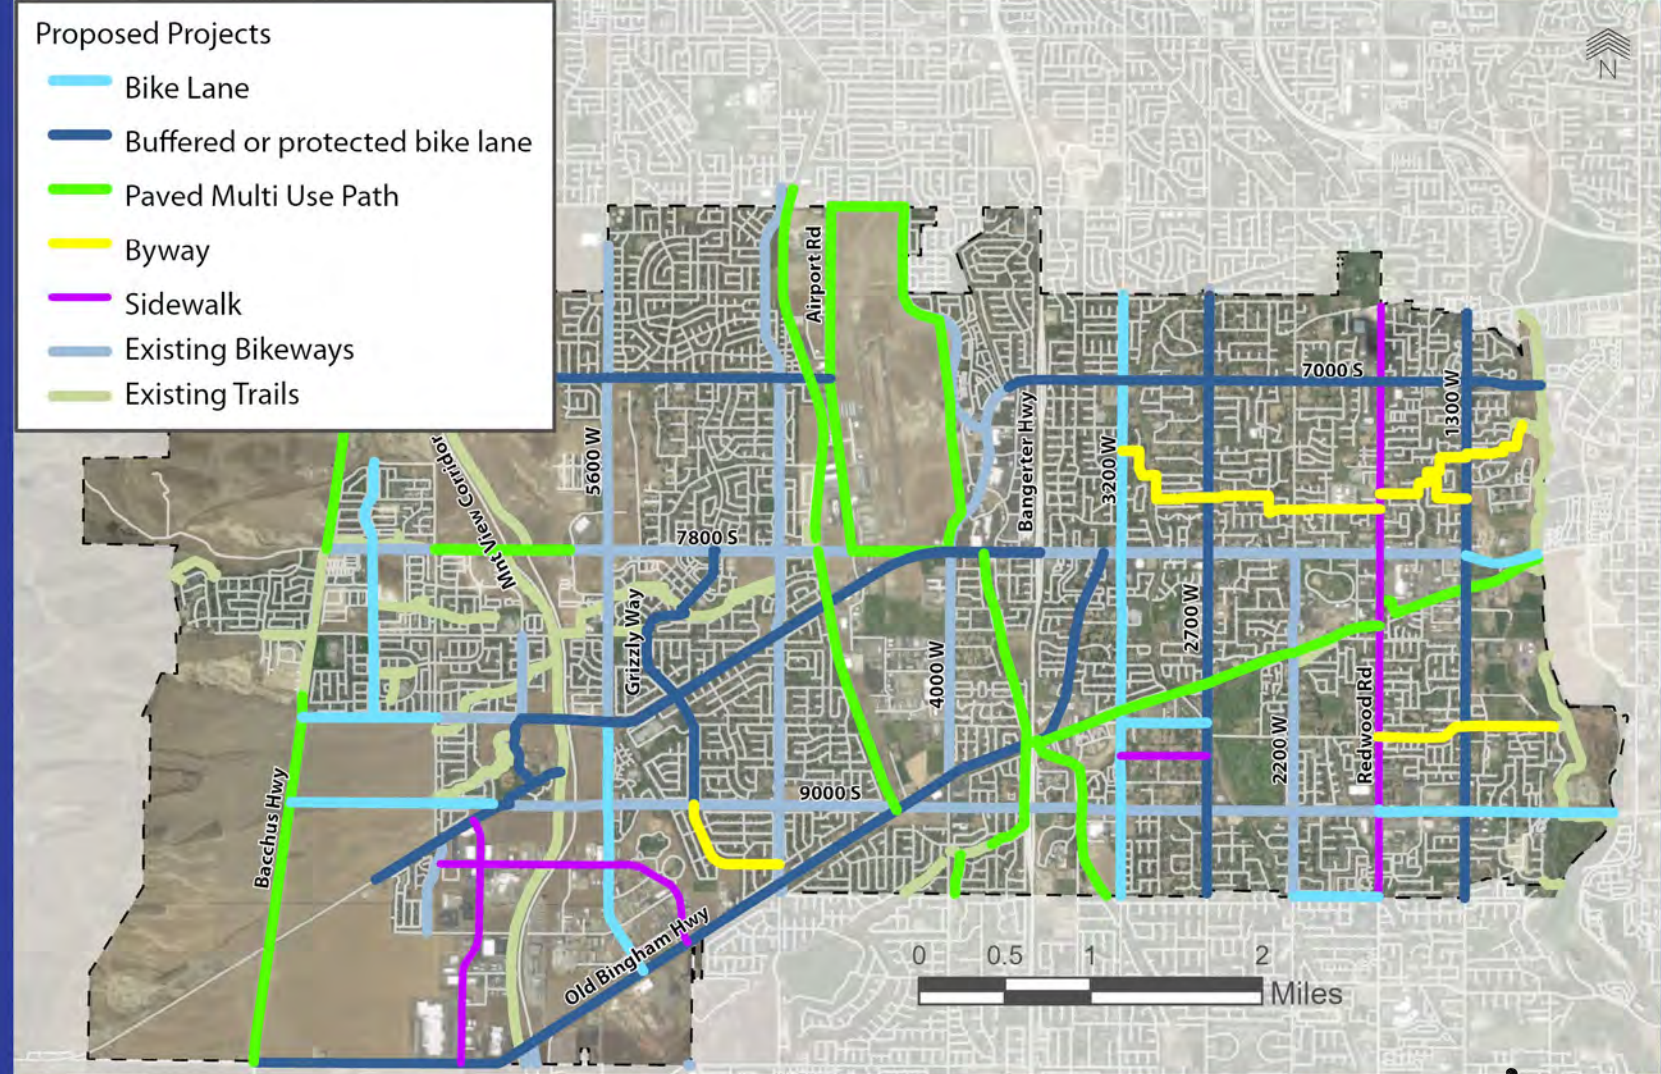 Proposed Projects
Bike Lane
Buffered or protected bike lane
Paved Multi Use Path
Byway
Sidewalk
Existing Bikeways
Existing Trails
N
Airport Rd
7000 S
1300 W
5600 W
Mnt View Corridor
Bangerter Hwy
3200 W
7800 S
Grizzly Way
4000 W
2700 W
2200 W
Redwood Rd
Bacchus Hwy
9000 S
Old Bingham Hwy
0 0.5 1 2
Miles